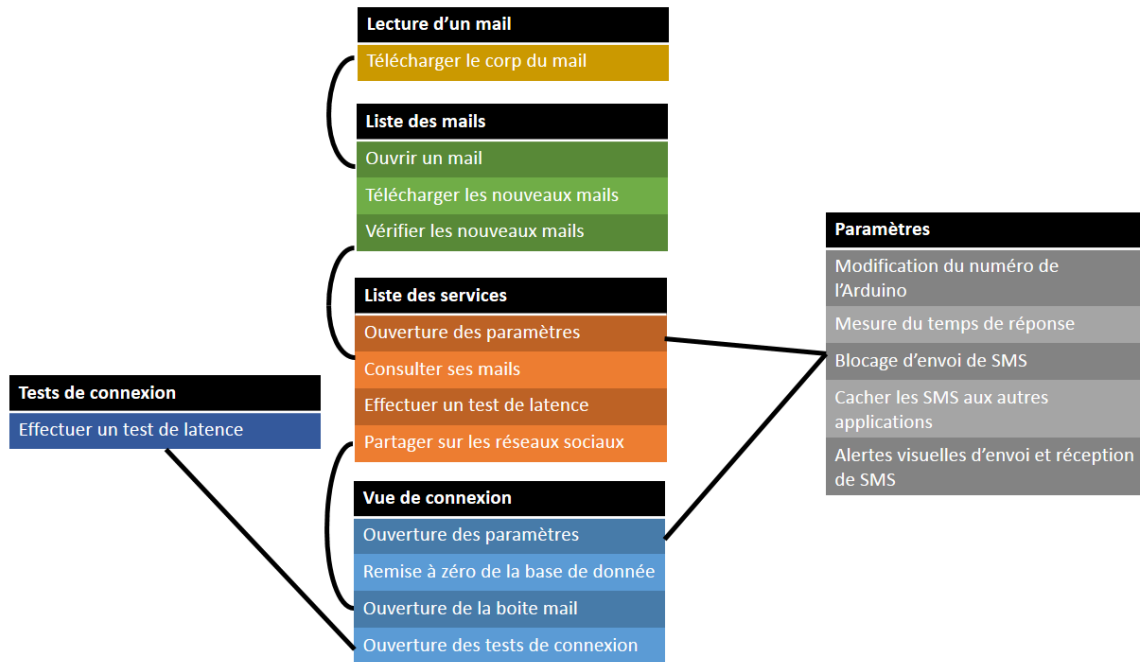 Lecture d'un mail
Télécharger le corp du mail
Liste des mails
Ouvrir un mail
Télécharger les nouveaux mails
Vérifier les nouveaux mails
Liste des services
Ouverture des paramètres
Consulter ses mails
Effectuer un test de latence
Partager sur les réseaux sociaux
Vue de connexion
Ouverture des paramètres
Remise à zéro de la base de donnée
Ouverture de la boite mail
Ouverture des tests de connexion
Tests de connexion
Effectuer un test de latence
Paramètres
Modification du numéro de
l'Arduino
Mesure du temps de réponse
Blocage d'envoi de SMS
Cacher les SMS aux autres
applications
Alertes visuelles d'envoi et réception
de SMS